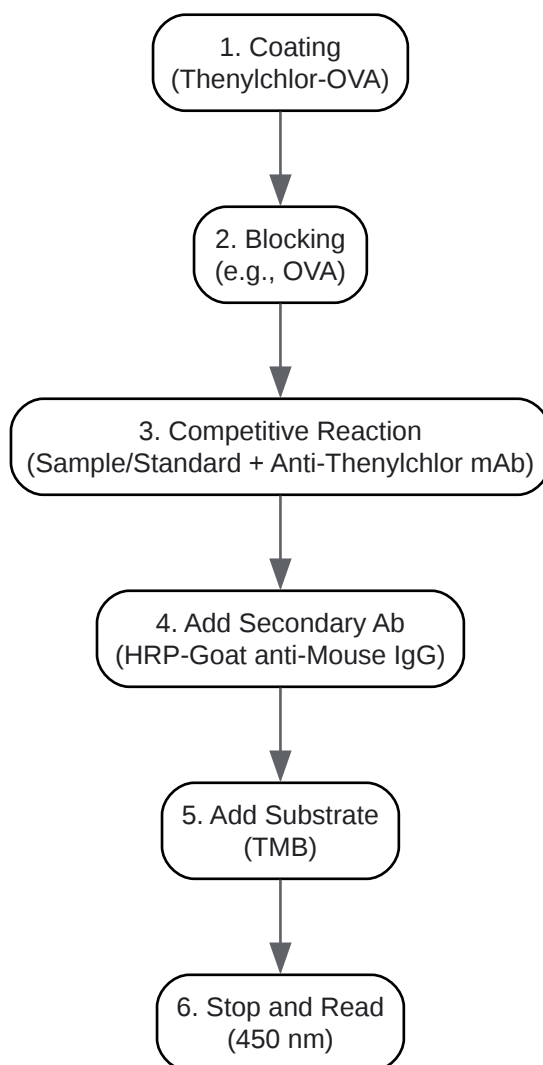 1. Coating
(Thenylchlor-OVA)
2. Blocking
(e.g., OVA)
3. Competitive Reaction
(Sample/Standard + Anti-Thenylchlor mAb)
4. Add Secondary Ab
(HRP-Goat anti-Mouse IgG)
5. Add Substrate
(TMB)
6. Stop and Read
(450 nm)